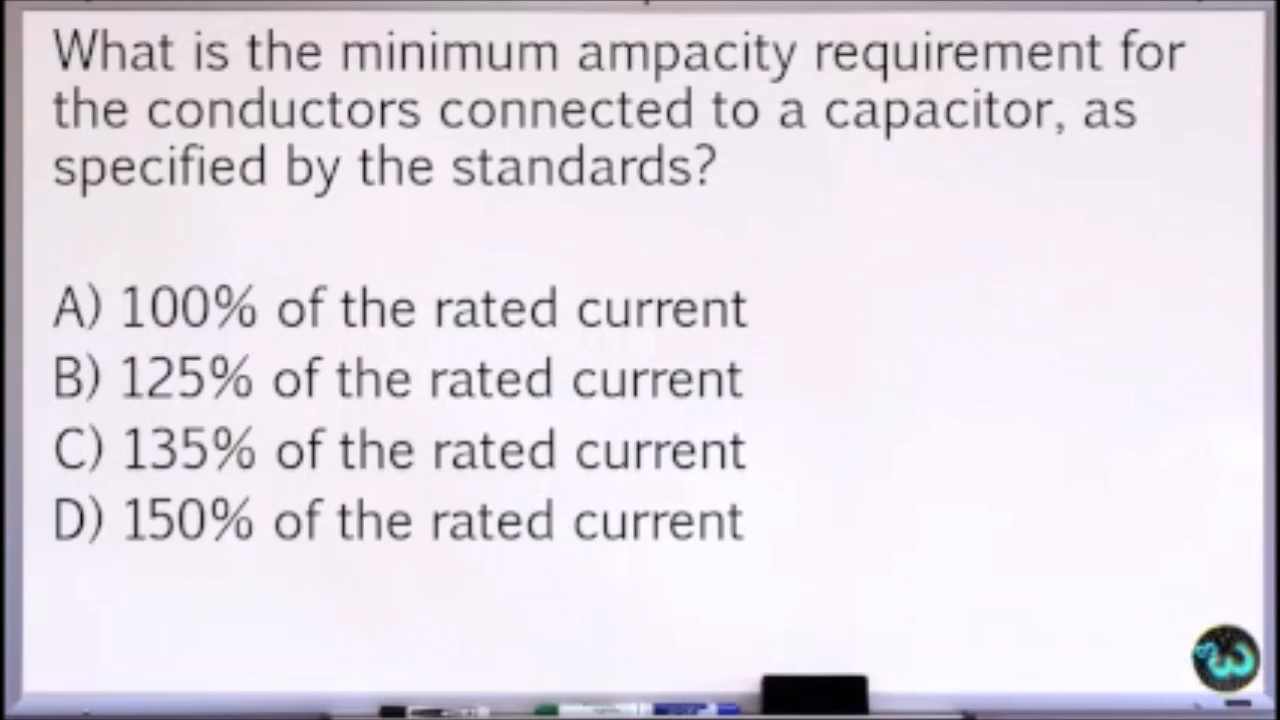 What is the minimum ampacity requirement for
the conductors connected to a capacitor, as
specified by the standards?
A) 100% of the rated current
B) 125% of the rated current
C) 135% of the rated current
D) 150% of the rated current